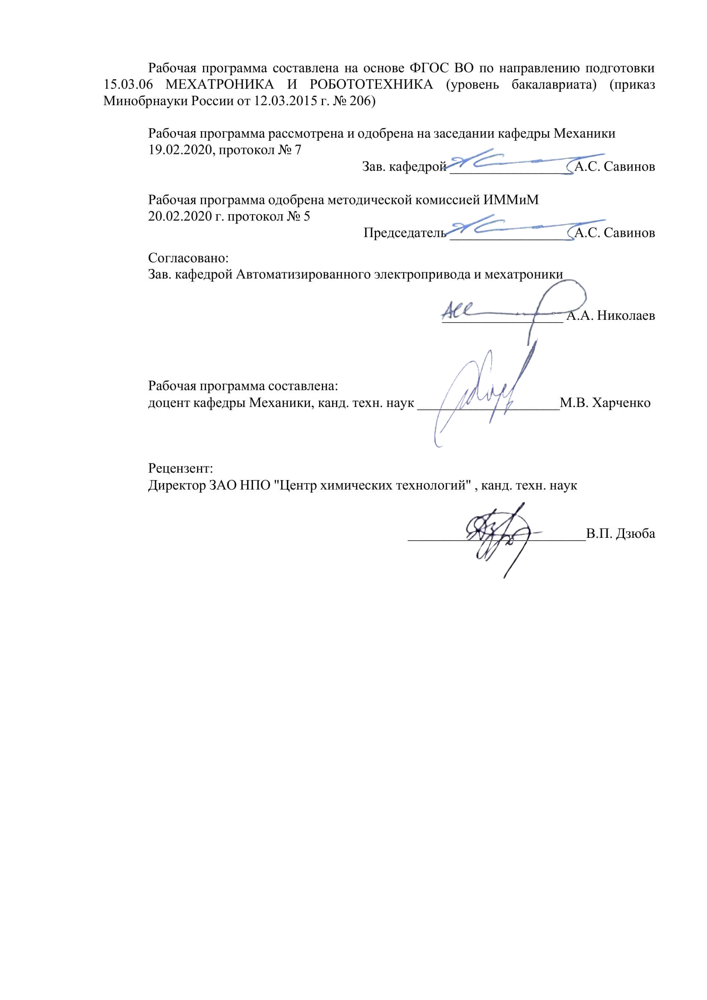 Рабочая программа составлена на основе ФГОС ВО по направлению подготовки
15.03.06 МЕХАТРОНИКА И РОБОТОТЕХНИКА (уровень бакалавриата) (приказ
Минобрнауки России от 12.03.2015 г. № 206)
Рабочая программа рассмотрена и одобрена на заседании кафедры Механики
19.02.2020, протокол № 7
Зав. кафедрой _________________ А.С. Савинов
Рабочая программа одобрена методической комиссией ИММиМ
20.02.2020 г. протокол № 5
Председатель _________________ А.С. Савинов
Согласовано:
Зав. кафедрой Автоматизированного электропривода и мехатроники
_________________ А.А. Николаев
Рабочая программа составлена:
доцент кафедры Механики, канд. техн. наук ____________________М.В. Харченко
Рецензент:
Директор ЗАО НПО "Центр химических технологий" , канд. техн. наук
_________________________В.П. Дзюба